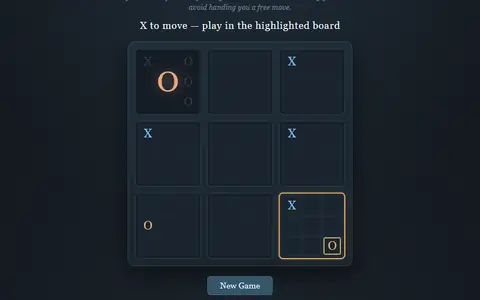 avoid handing you a free move.
X to move — play in the highlighted board
X O
O
O
O
X
X
X
O
X
O
New Game